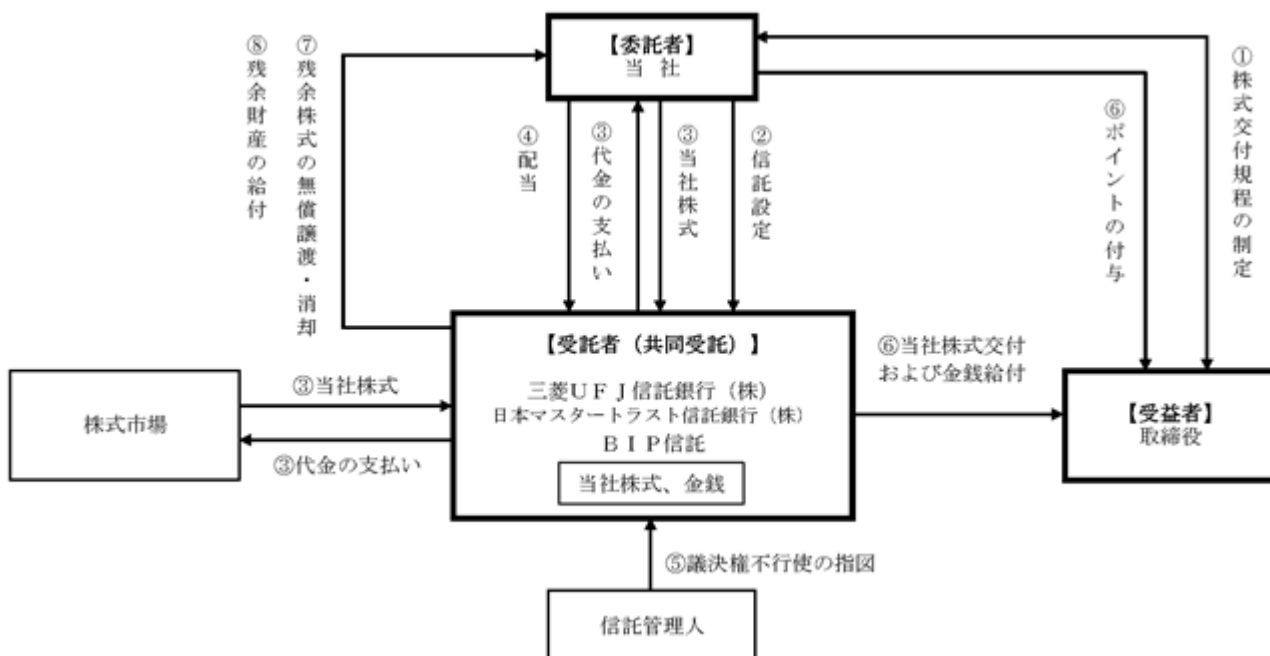 【委託者】
当 社
⑧残余財産の給付
⑦残余株式の無償譲渡・消却
④配当
③代金の支払い
③当社株式
②信託設定
⑥ポイントの付与
①株式交付規程の制定
【受託者（共同受託）】
三菱ＵＦＪ信託銀行（株）
日本マスタートラスト信託銀行（株）
ＢＩＰ信託
当社株式、金銭
株式市場
③当社株式
③代金の支払い
⑥当社株式交付
および金銭給付
【受益者】
取締役
⑤議決権不行使の指図
信託管理人